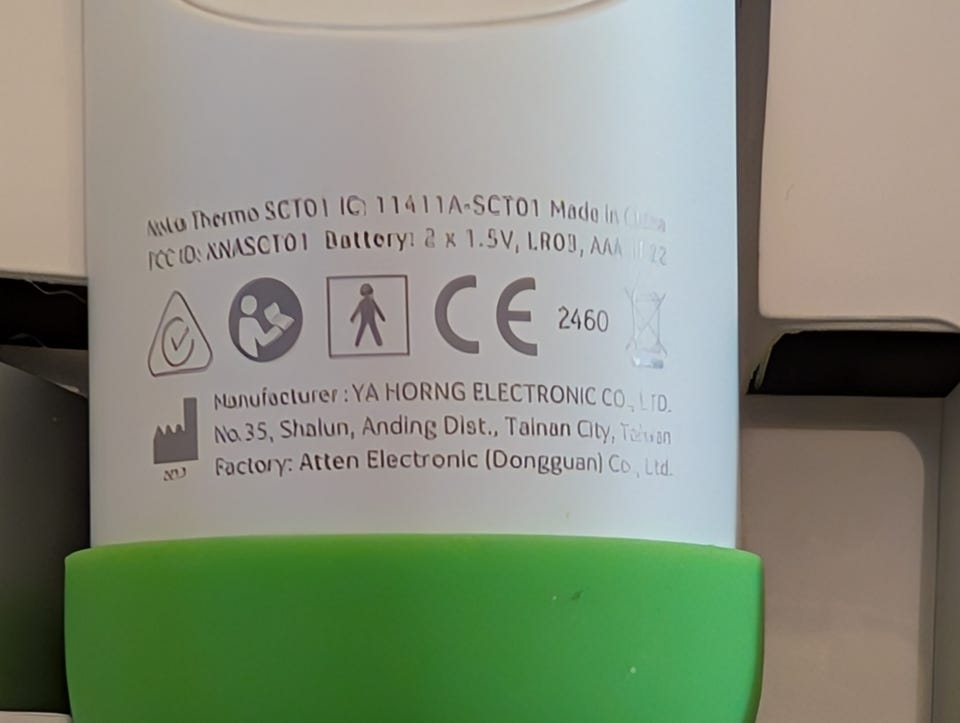 Thermo SCT01 IC: 11411A-SCT01 Made in
FCC ID: XNASCT01 Battery: 2 x 1.5V, LR03, AAA
2460
Manufacturer : YA HORNG ELECTRONIC CO., LTD.
No.35, Shalun, Anding Dist., Tainan City, Taiwan
Factory: Atten Electronic (Dongguan) Co., Ltd.